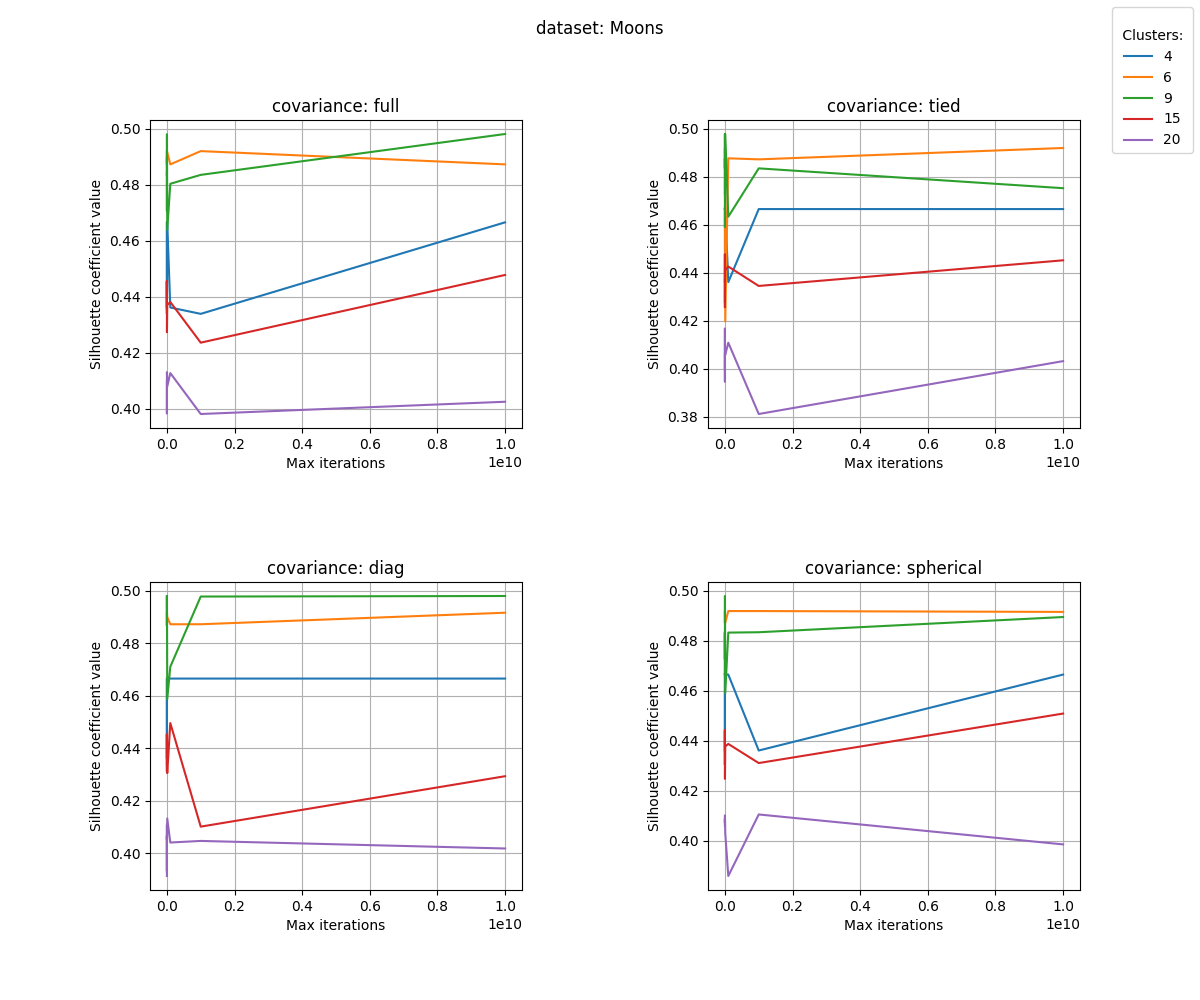 dataset: Moons
Clusters:
4
6
9
15
20
covariance: full
Silhouette coefficient value
0.50
0.48
0.46
0.44
0.42
0.40
0.0 0.2 0.4 0.6 0.8 1.0
1e10
Max iterations
covariance: tied
Silhouette coefficient value
0.50
0.48
0.46
0.44
0.42
0.40
0.38
0.0 0.2 0.4 0.6 0.8 1.0
1e10
Max iterations
covariance: diag
Silhouette coefficient value
0.50
0.48
0.46
0.44
0.42
0.40
0.0 0.2 0.4 0.6 0.8 1.0
1e10
Max iterations
covariance: spherical
Silhouette coefficient value
0.50
0.48
0.46
0.44
0.42
0.40
0.0 0.2 0.4 0.6 0.8 1.0
1e10
Max iterations